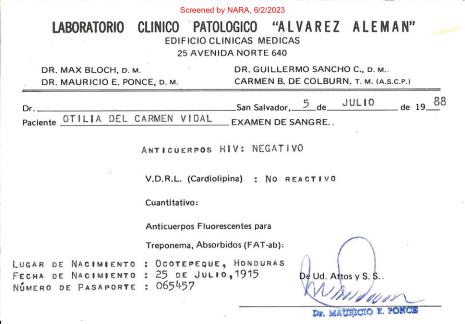 Screened by NARA, 6/2/2023
LABORATORIO CLINICO PATOLOGICO "ALVAREZ ALEMAN"
EDIFICIO CLINICAS MEDICAS
25 AVENIDA NORTE 640
DR. MAX BLOCH, D. M. DR. GUILLERMO SANCHO C., D. M..
DR. MAURICIO E. PONCE, D. M. CARMEN B. DE COLBURN, T. M. (A.S.C.P.)
Dr. San Salvador, 5 de JULIO de 19 88
Paciente OTILIA DEL CARMEN VIDAL EXAMEN DE SANGRE..
ANTICUERPOS HIV: NEGATIVO
V.D.R.L. (Cardiolipina) : NO REACTIVO
Cuantitativo:
Anticuerpos Fluorescentes para
Treponema, Absorbidos (FAT-ab):
LUGAR DE NACIMIENTO : OCOTEPEQUE, HONDURAS
FECHA DE NACIMIENTO : 25 DE JULIO,1915
NÚMERO DE PASAPORTE : 065457
De Ud. Attos y S. S..
Dr. MAURICIO E. PONCE